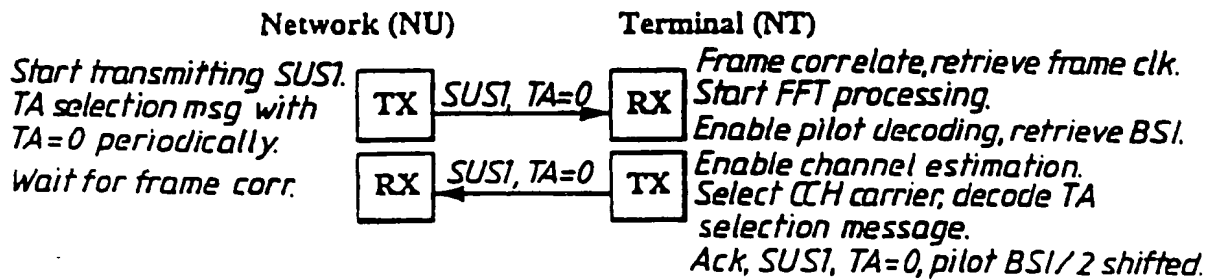 Network (NU)
Terminal (NT)
Start transmitting SUS1.
TA selection msg with
TA=0 periodically.
Wait for frame corr.
TX
SUS1, TA=0
RX
RX
SUS1, TA=0
TX
Frame correlate, retrieve frame clk.
Start FFT processing.
Enable pilot decoding, retrieve BSI.
Enable channel estimation.
Select CCH carrier, decode TA
selection message.
Ack, SUS1, TA=0, pilot BSI/2 shifted.